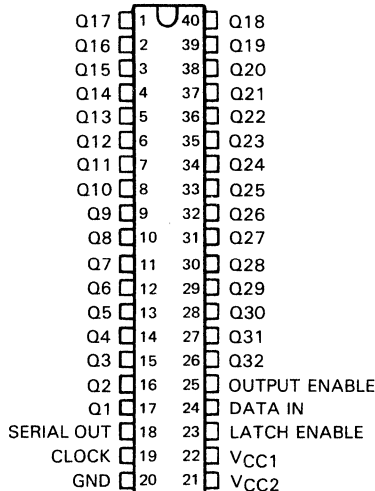 Q17 1 40 Q18
Q16 2 39 Q19
Q15 3 38 Q20
Q14 4 37 Q21
Q13 5 36 Q22
Q12 6 35 Q23
Q11 7 34 Q24
Q10 8 33 Q25
Q9 9 32 Q26
Q8 10 31 Q27
Q7 11 30 Q28
Q6 12 29 Q29
Q5 13 28 Q30
Q4 14 27 Q31
Q3 15 26 Q32
Q2 16 25 OUTPUT ENABLE
Q1 17 24 DATA IN
SERIAL OUT 18 23 LATCH ENABLE
CLOCK 19 22 VCC1
GND 20 21 VCC2